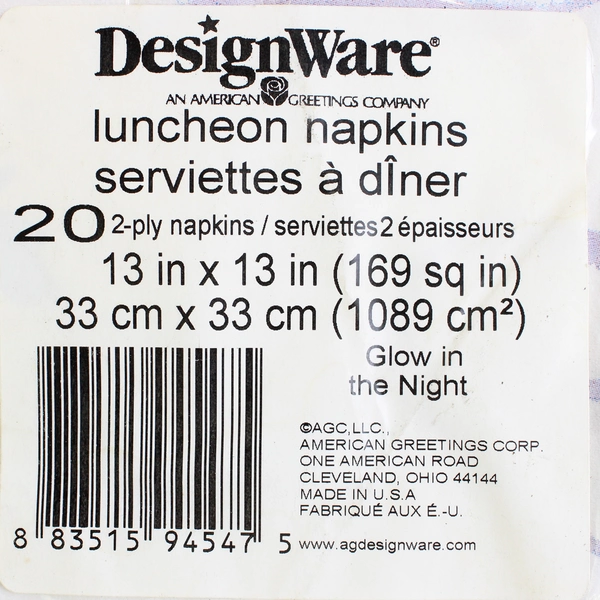 DesignWare®
AN AMERICAN GREETINGS COMPANY
luncheon napkins
serviettes à dÎner
20 2-ply napkins / serviettes 2 épaisseurs
13 in x 13 in (169 sq in)
33 cm x 33 cm (1089 cm²)
Glow in
the Night
©AGC,LLC.,
AMERICAN GREETINGS CORP.
ONE AMERICAN ROAD
CLEVELAND, OHIO 44144
MADE IN U.S.A
FABRIQUÉ AUX É.-U.
8 83515 94547 5
www.agdesignware.com